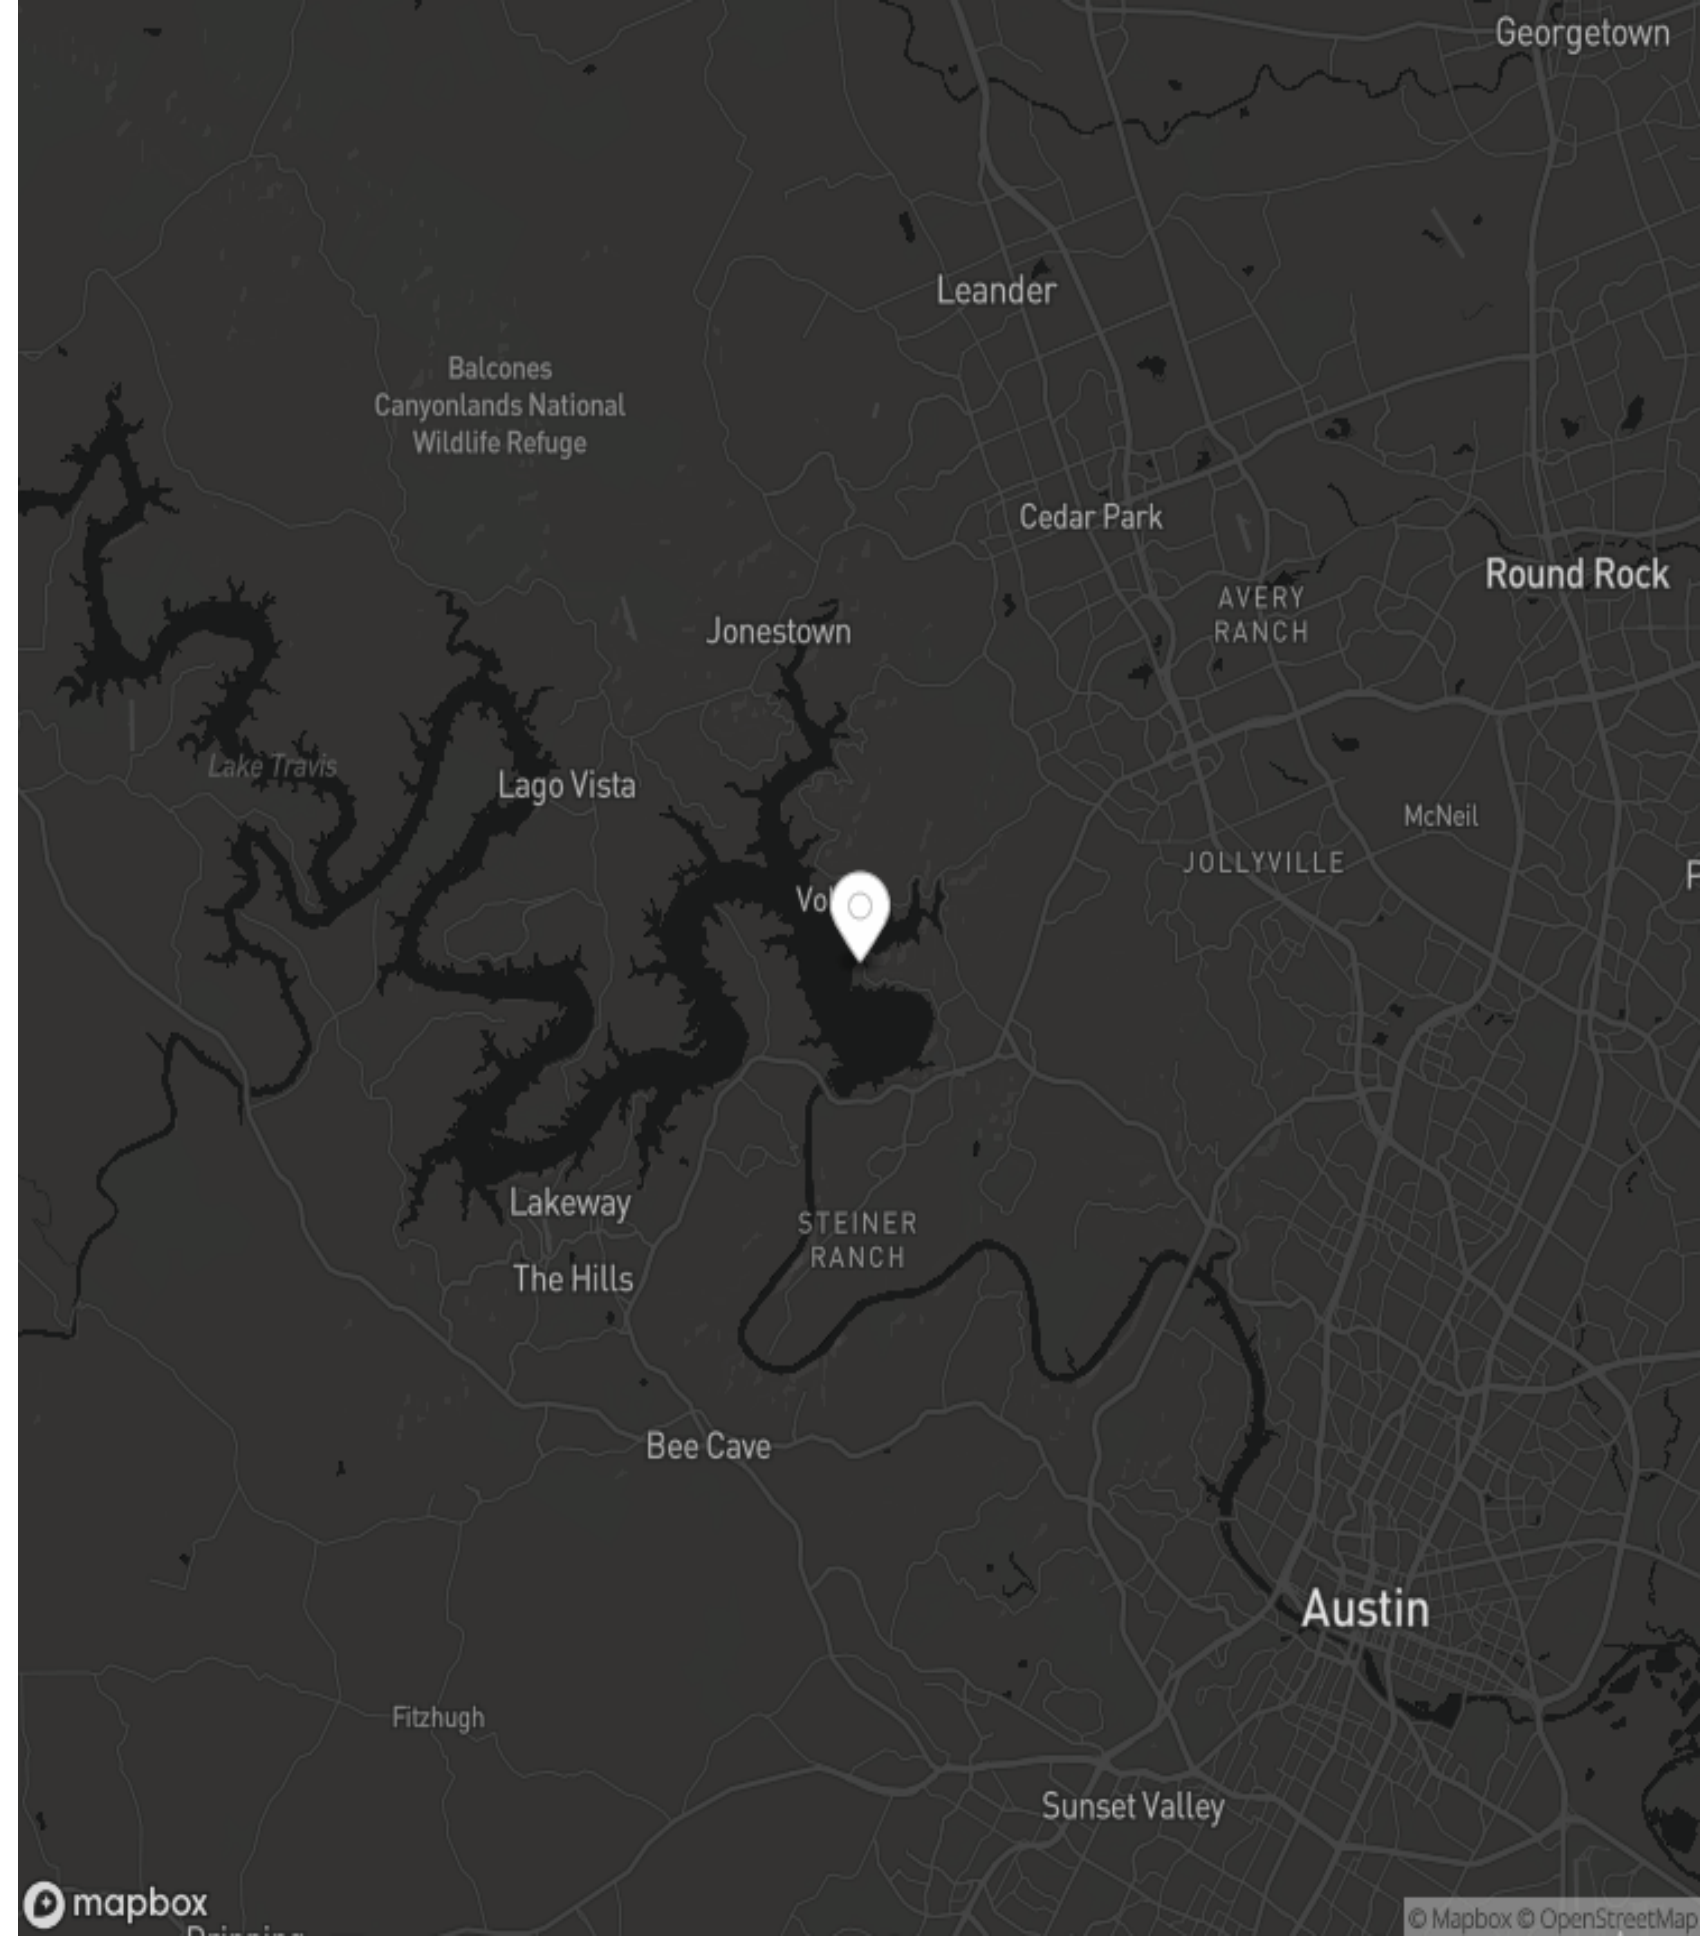 Georgetown
Leander
Balcones
Canyonlands National
Wildlife Refuge
Cedar Park
Round Rock
AVERY
RANCH
Jonestown
Lake Travis
Lago Vista
McNeil
JOLLYVILLE
Lakeway
STEINER
RANCH
The Hills
Bee Cave
Austin
Fitzhugh
Sunset Valley
mapbox
© Mapbox © OpenStreetMap